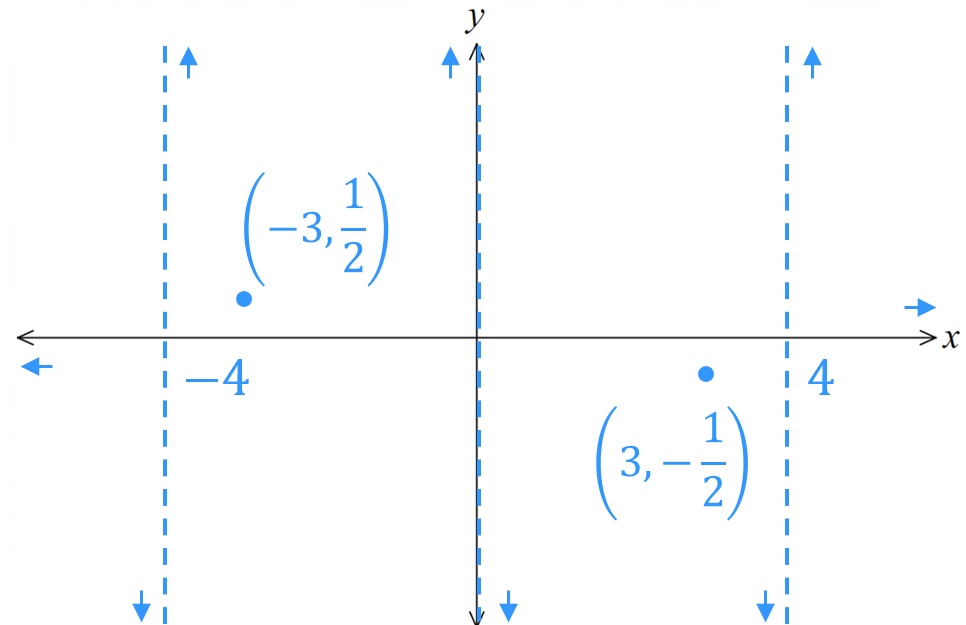 y
(−3, 1/2)
x
−4
4
(3, −1/2)